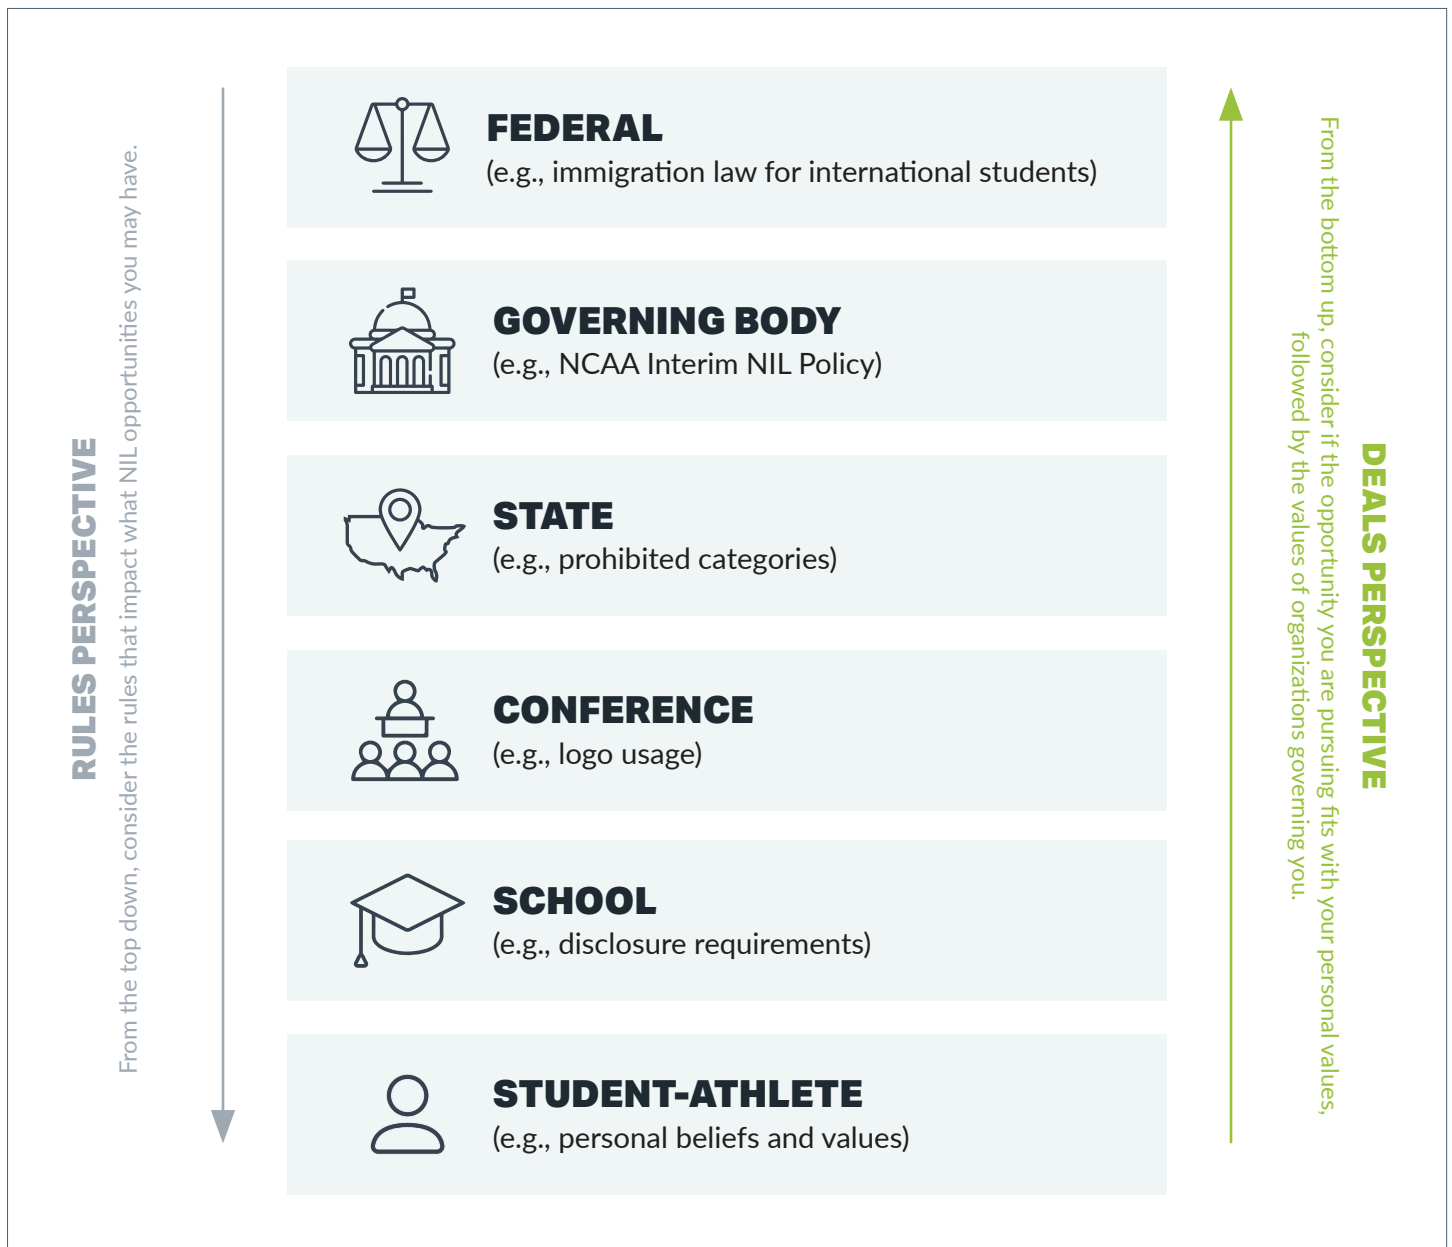 RULES PERSPECTIVE
From the top down, consider the rules that impact what NIL opportunities you may have.
FEDERAL
(e.g., immigration law for international students)
GOVERNING BODY
(e.g., NCAA Interim NIL Policy)
STATE
(e.g., prohibited categories)
CONFERENCE
(e.g., logo usage)
SCHOOL
(e.g., disclosure requirements)
STUDENT-ATHLETE
(e.g., personal beliefs and values)
DEALS PERSPECTIVE
From the bottom up, consider if the opportunity you are pursuing fits with your personal values,
followed by the values of organizations governing you.